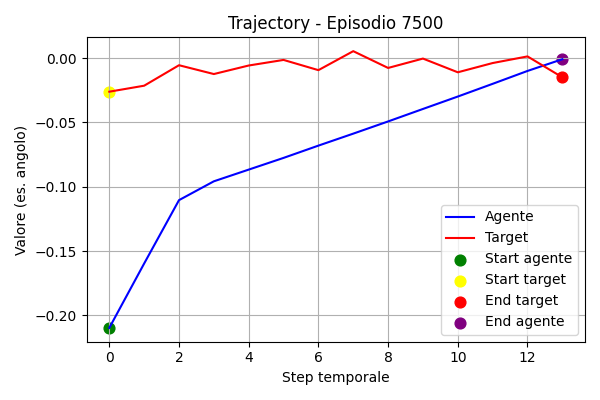 Trajectory - Episodio 7500
Valore (es. angolo)
0.00
−0.05
−0.10
−0.15
−0.20
0 2 4 6 8 10 12
Step temporale
Agente
Target
Start agente
Start target
End target
End agente